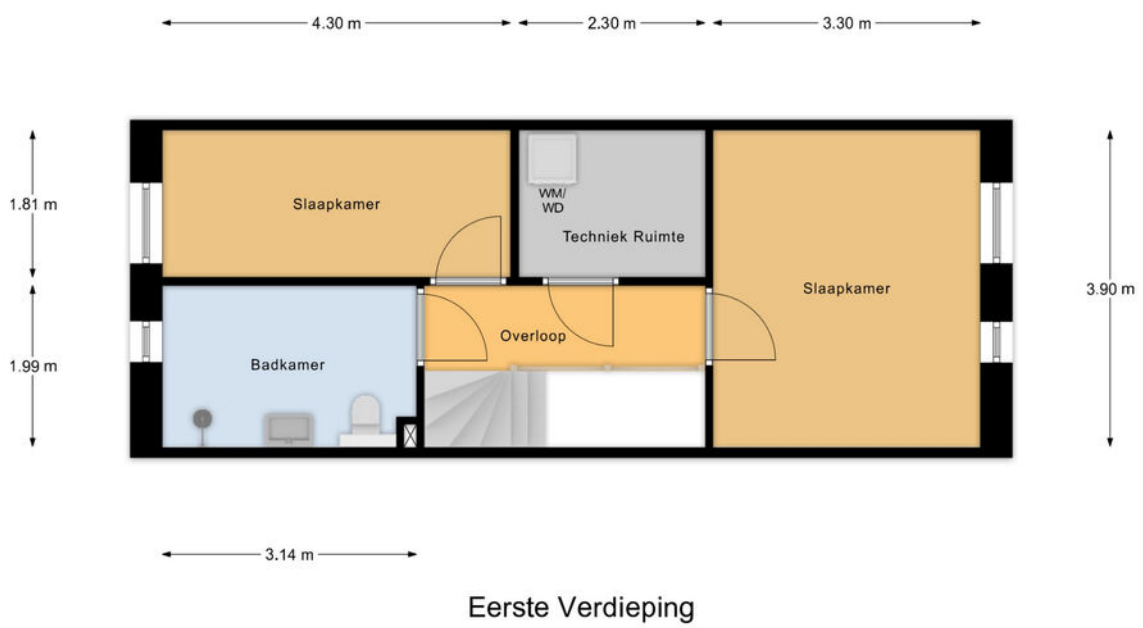 4.30 m 2.30 m 3.30 m
1.81 m
Slaapkamer
WM/
WD
Techniek Ruimte
Slaapkamer
3.90 m
Overloop
1.99 m
Badkamer
3.14 m
Eerste Verdieping